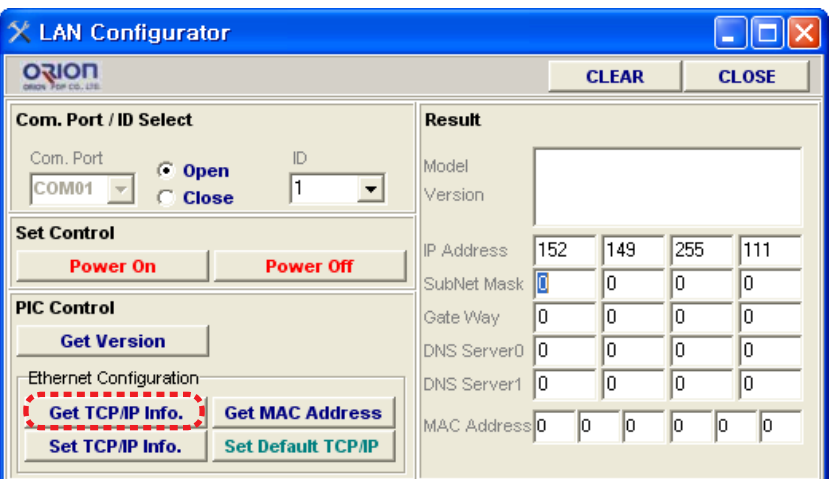 LAN Configurator
ORION
ORION PDP CO., LTD.
CLEAR CLOSE
Com. Port / ID Select
Com. Port ID
COM01
Open
Close
1
Set Control
Power On Power Off
PIC Control
Get Version
Ethernet Configuration
Get TCP/IP Info. Get MAC Address
Set TCP/IP Info. Set Default TCP/IP
Result
Model
Version
IP Address 152 149 255 111
SubNet Mask 0 0 0 0
Gate Way 0 0 0 0
DNS Server0 0 0 0 0
DNS Server1 0 0 0 0
MAC Address 0 0 0 0 0 0